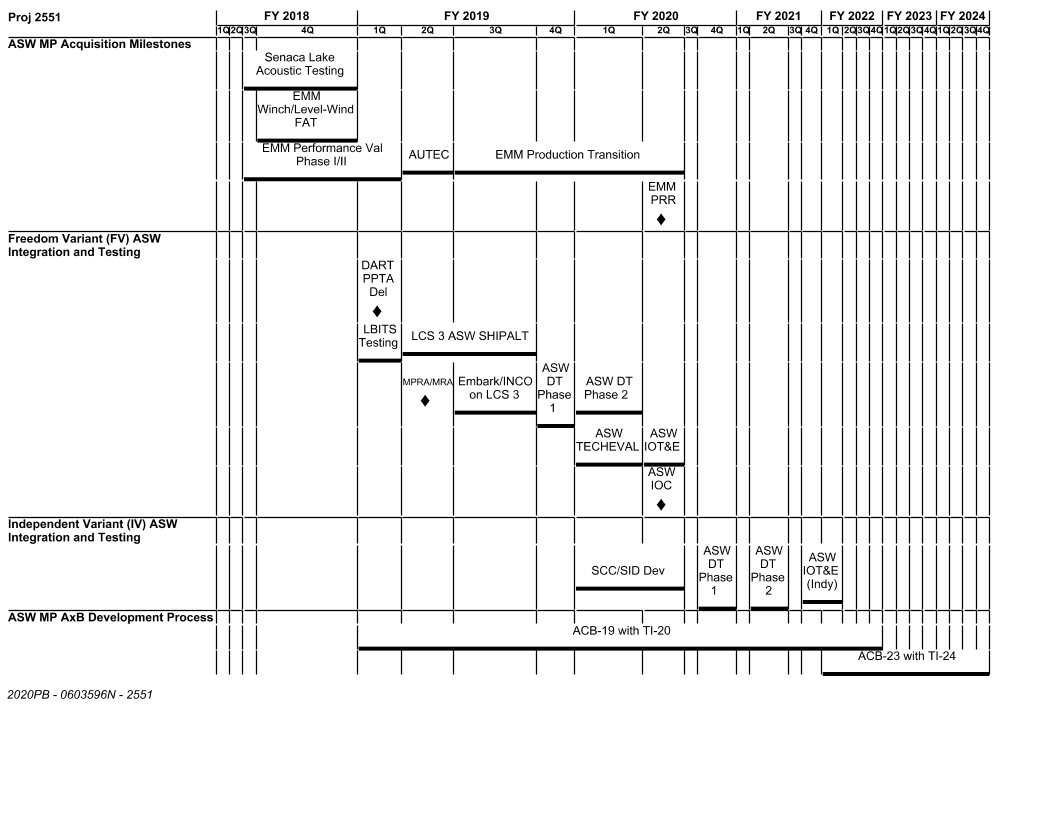 Proj 2551
FY 2018 FY 2019 FY 2020 FY 2021 FY 2022 FY 2023 FY 2024
1Q 2Q 3Q 4Q 1Q 2Q 3Q 4Q 1Q 2Q 3Q 4Q 1Q 2Q 3Q 4Q 1Q 2Q 3Q 4Q 1Q 2Q 3Q 4Q 1Q 2Q 3Q 4Q
ASW MP Acquisition Milestones
Senaca Lake
Acoustic Testing
EMM
Winch/Level-Wind
FAT
EMM Performance Val
Phase I/II
AUTEC
EMM Production Transition
EMM
PRR
Freedom Variant (FV) ASW
Integration and Testing
DART
PPTA
Del
LBITS
Testing
LCS 3 ASW SHIPALT
MPRA/MRA
Embark/INCO
on LCS 3
ASW
DT
Phase
1
ASW DT
Phase 2
ASW
TECHEVAL
ASW
IOT&E
ASW
IOC
Independent Variant (IV) ASW
Integration and Testing
SCC/SID Dev
ASW
DT
Phase
1
ASW
DT
Phase
2
ASW
IOT&E
(Indy)
ASW MP AxB Development Process
ACB-19 with TI-20
ACB-23 with TI-24
2020PB - 0603596N - 2551